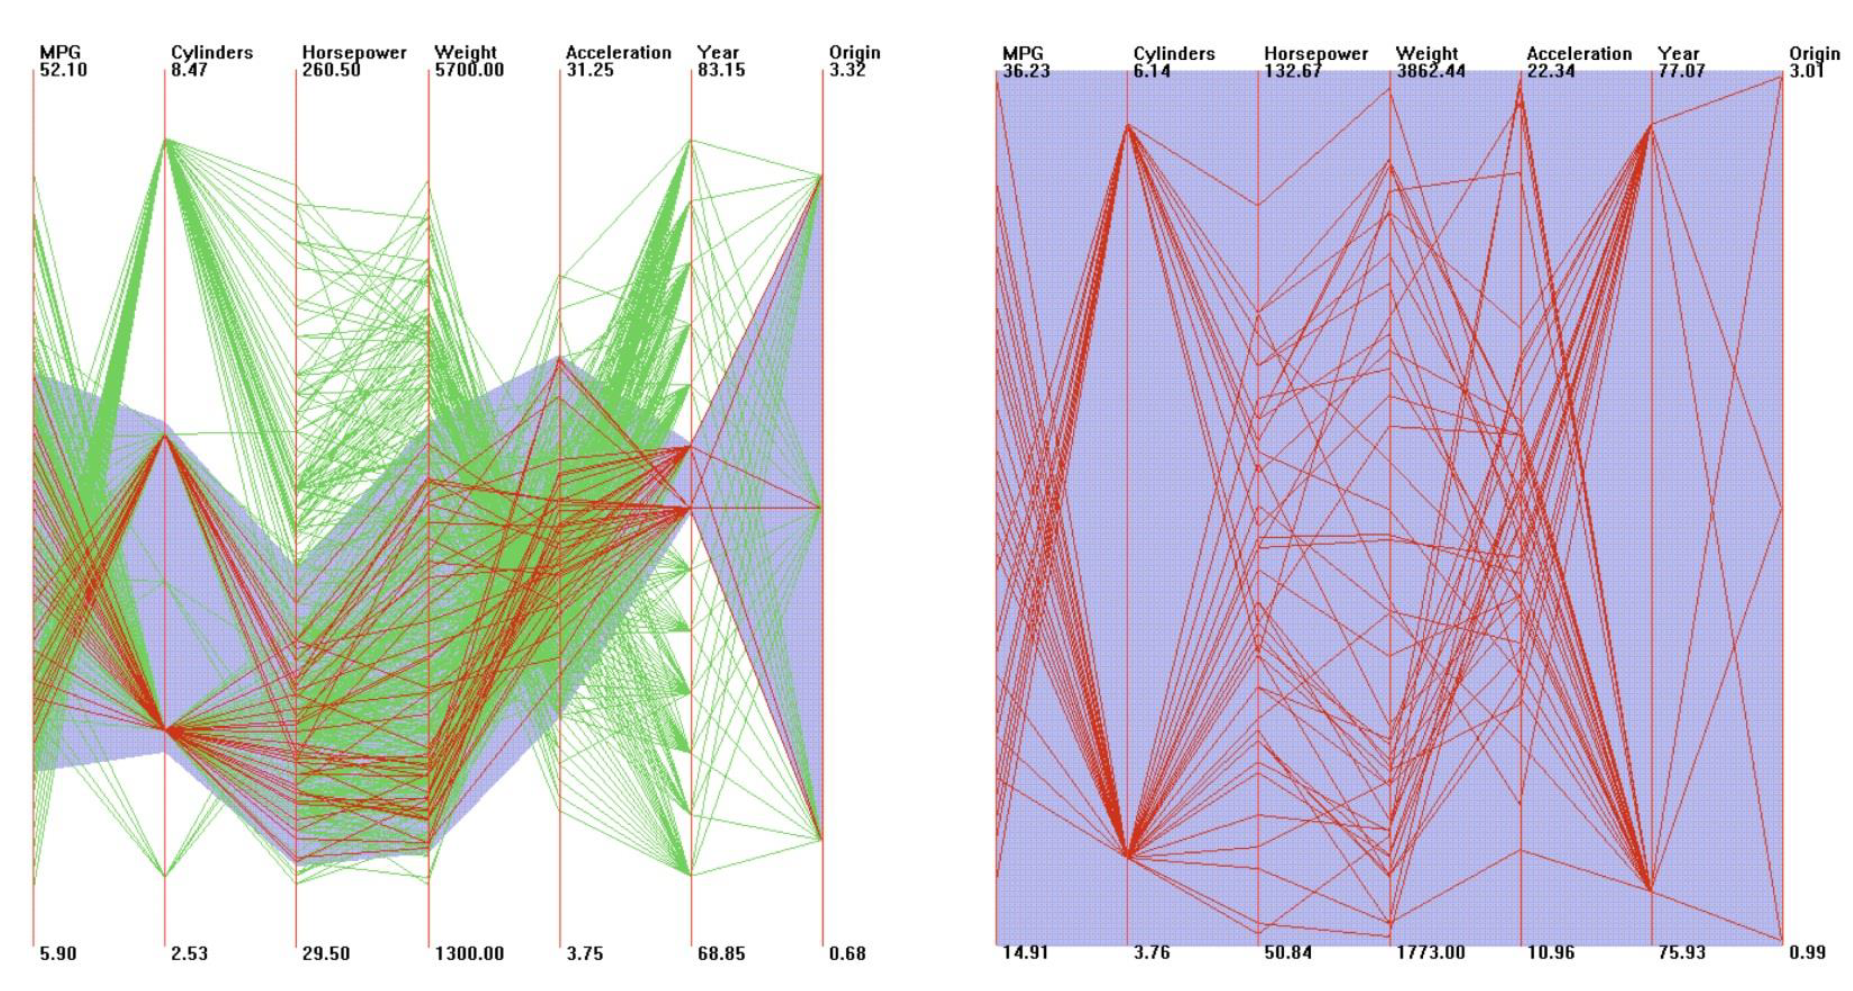 MPG Cylinders Horsepower Weight Acceleration Year Origin
52.10 8.47 260.50 5700.00 31.25 83.15 3.32
5.90 2.53 29.50 1300.00 3.75 68.85 0.68
MPG Cylinders Horsepower Weight Acceleration Year Origin
36.23 6.14 132.67 3862.44 22.34 77.07 3.01
14.91 3.76 50.84 1773.00 10.96 75.93 0.99